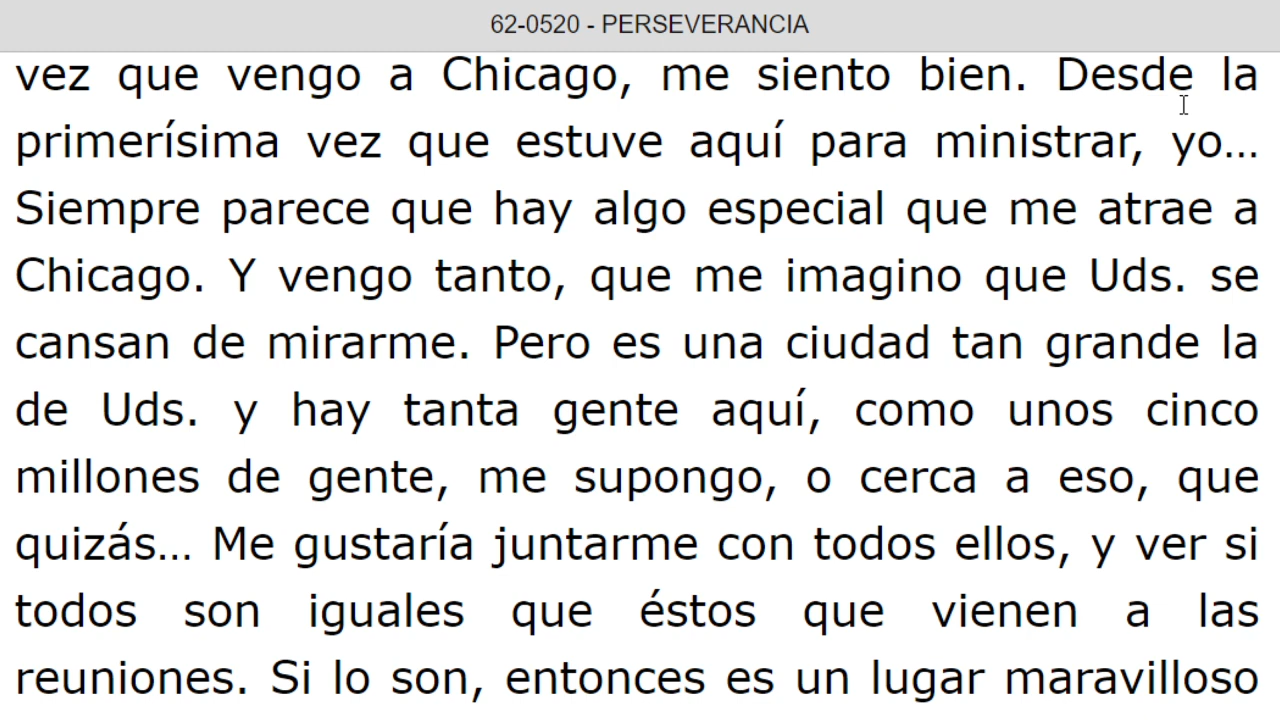 62-0520 - PERSEVERANCIA
vez que vengo a Chicago, me siento bien. Desde la
primerísima vez que estuve aquí para ministrar, yo…
Siempre parece que hay algo especial que me atrae a
Chicago. Y vengo tanto, que me imagino que Uds. se
cansan de mirarme. Pero es una ciudad tan grande la
de Uds. y hay tanta gente aquí, como unos cinco
millones de gente, me supongo, o cerca a eso, que
quizás… Me gustaría juntarme con todos ellos, y ver si
todos son iguales que éstos que vienen a las
reuniones. Si lo son, entonces es un lugar maravilloso